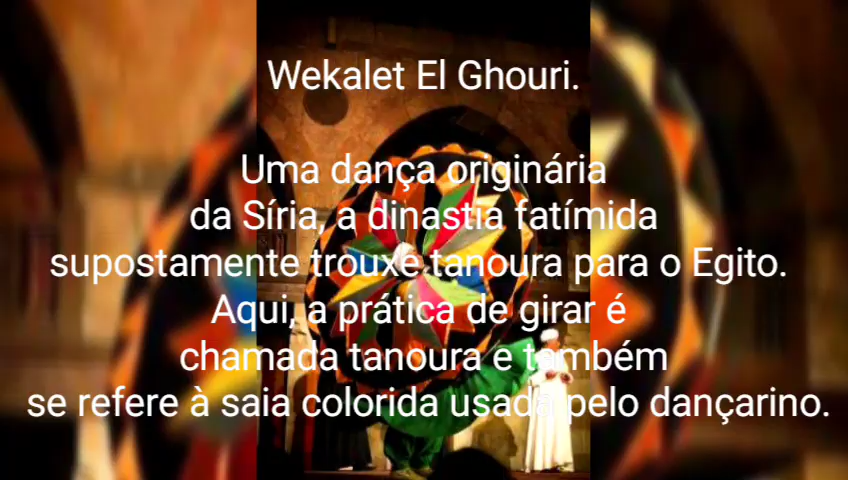 Wekalet El Ghouri.
Uma dança originária
da Síria, a dinastia fatímida
supostamente trouxe tanoura para o Egito.
Aqui, a prática de girar é
chamada tanoura e também
se refere à saia colorida usada pelo dançarino.